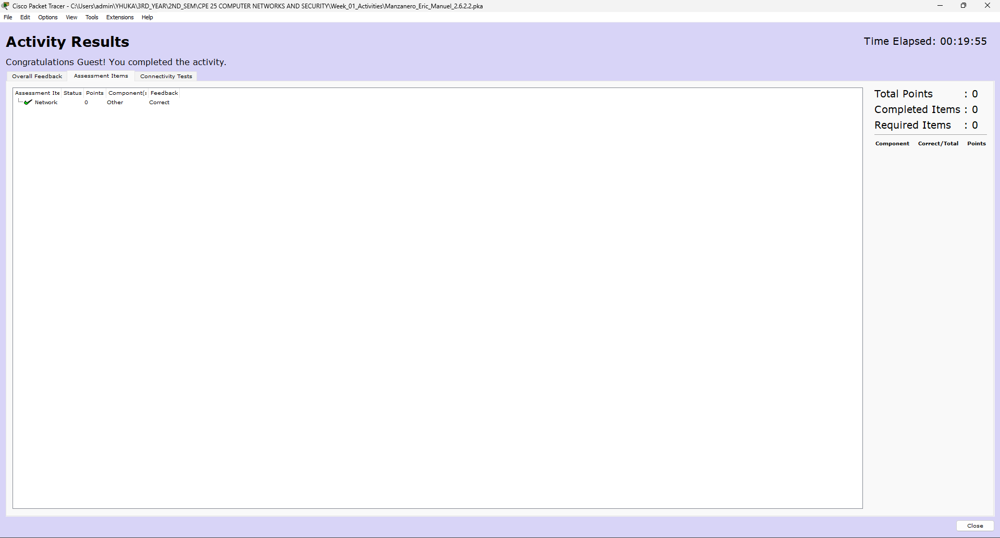 Cisco Packet Tracer - C:\Users\admin\YHUKA\3RD_YEAR\2ND_SEM\CPE 25 COMPUTER NETWORKS AND SECURITY\Week_01_Activities\Manzanero_Eric_Manuel_2.6.2.2.pka
File Edit Options View Tools Extensions Help
Activity Results
Time Elapsed: 00:19:55
Congratulations Guest! You completed the activity.
Overall Feedback Assessment Items Connectivity Tests
Assessment Ite Status Points Component(s Feedback
Network 0 Other Correct
Total Points : 0
Completed Items : 0
Required Items : 0
Component Correct/Total Points
Close